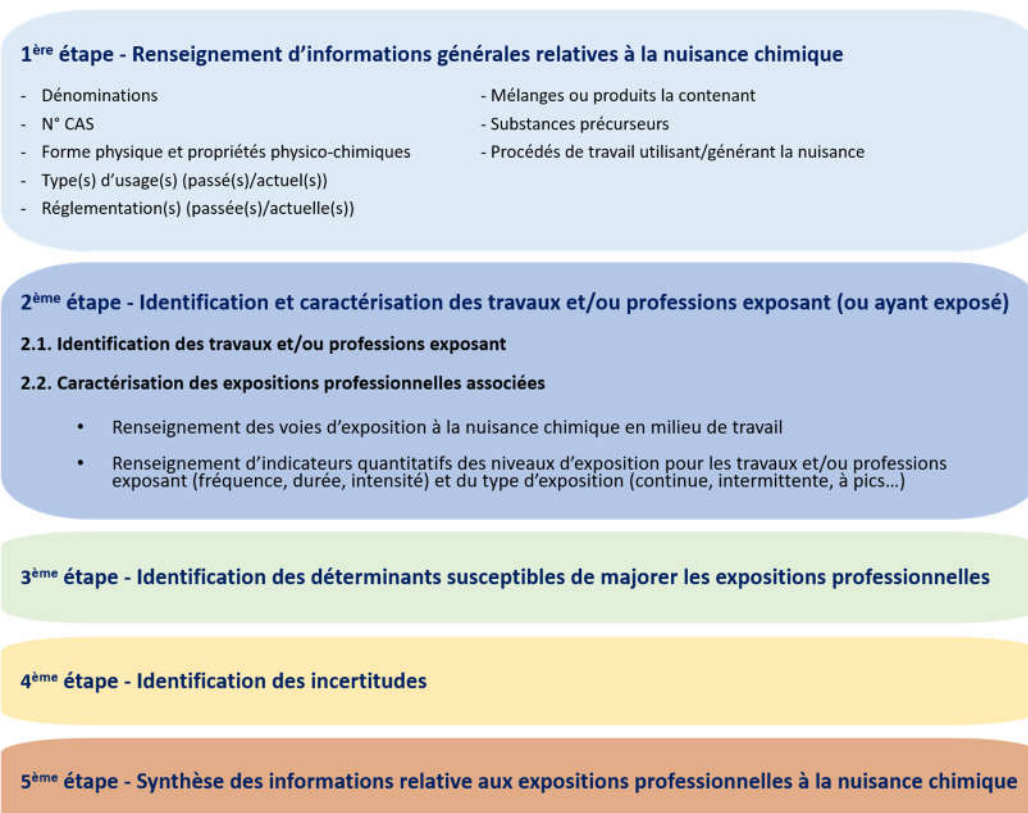 1ère étape - Renseignement d'informations générales relatives à la nuisance chimique
- Dénominations
- N° CAS
- Forme physique et propriétés physico-chimiques
- Type(s) d'usage(s) (passé(s)/actuel(s))
- Réglementation(s) (passée(s)/actuelle(s))
- Mélanges ou produits la contenant
- Substances précurseurs
- Procédés de travail utilisant/générant la nuisance
2ème étape - Identification et caractérisation des travaux et/ou professions exposant (ou ayant exposé)
2.1. Identification des travaux et/ou professions exposant
2.2. Caractérisation des expositions professionnelles associées
• Renseignement des voies d'exposition à la nuisance chimique en milieu de travail
• Renseignement d'indicateurs quantitatifs des niveaux d'exposition pour les travaux et/ou professions
exposant (fréquence, durée, intensité) et du type d'exposition (continue, intermittente, à pics…)
3ème étape - Identification des déterminants susceptibles de majorer les expositions professionnelles
4ème étape - Identification des incertitudes
5ème étape - Synthèse des informations relative aux expositions professionnelles à la nuisance chimique